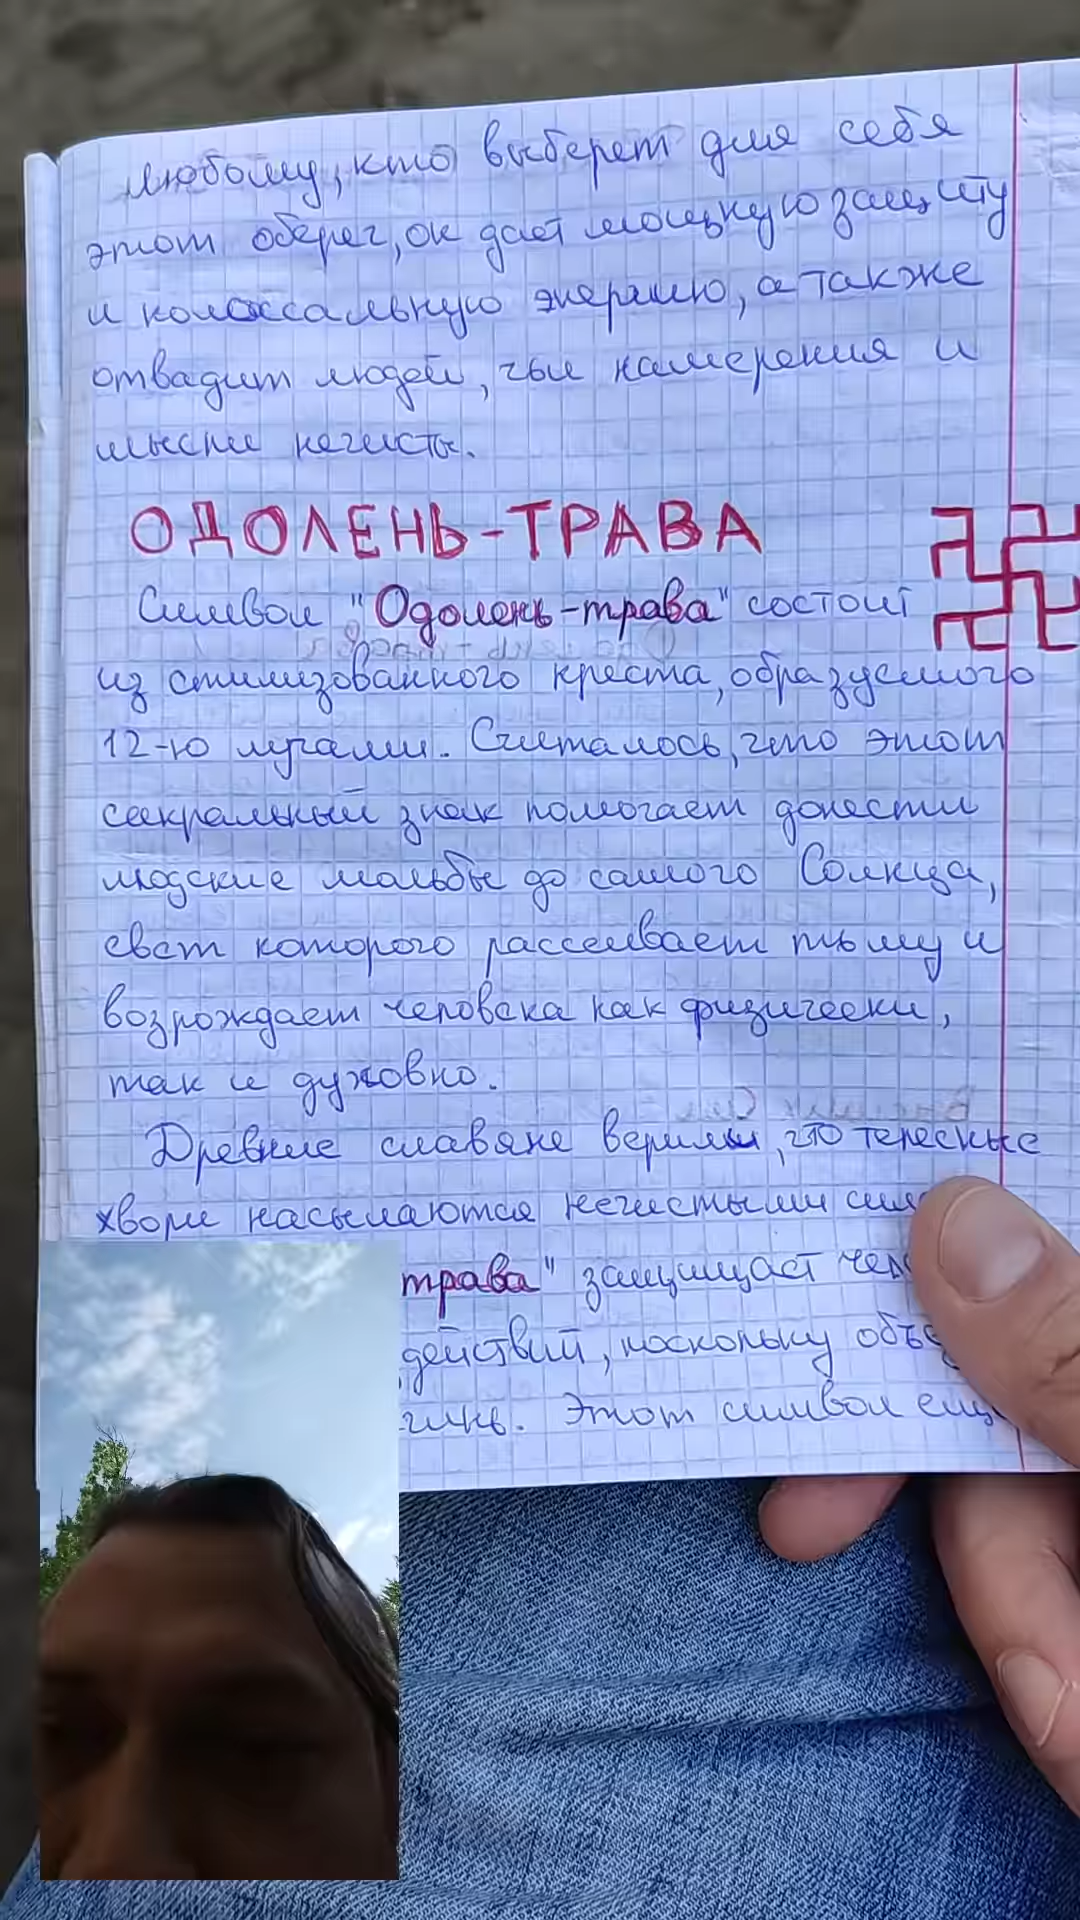 любому, кто выберет для себя
этот оберег, он дает мощную защиту
и колоссальную энергию, а также
отвадит людей, чьи намерения и
мысли нечисты.
ОДОЛЕНЬ-ТРАВА
Символ "Одолень-трава" состоит
из стилизованного креста, образуемого
12-ю лучами. Считалось, что этот
сакральный знак помогает донести
людские мольбы до самого Солнца,
свет которого рассеивает тьму и
возрождает человека как физически,
так и духовно.
Древние славяне верили, что телесные
хвори насылаются нечистыми
трава" защищает
действий, поскольку
Этот символ